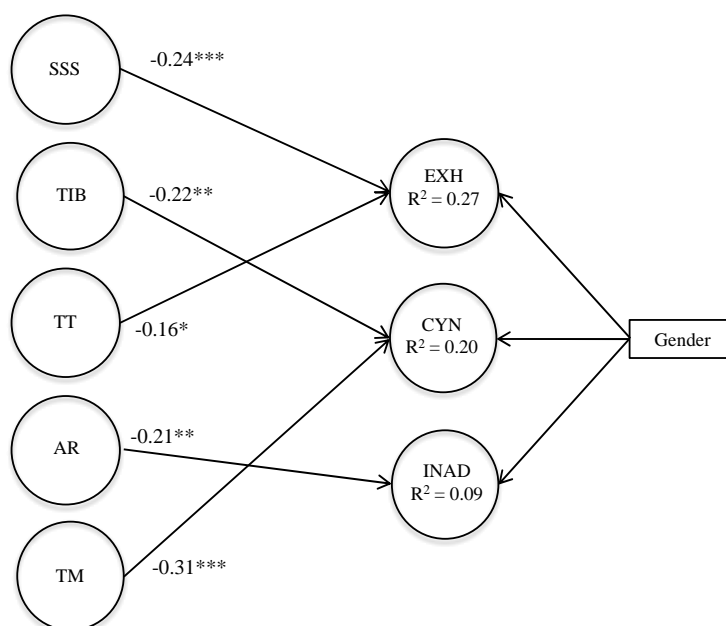 SSS
-0.24***
EXH
R² = 0.27
TIB
-0.22**
TT
-0.16*
CYN
R² = 0.20
Gender
AR
-0.21**
INAD
R² = 0.09
TM
-0.31***